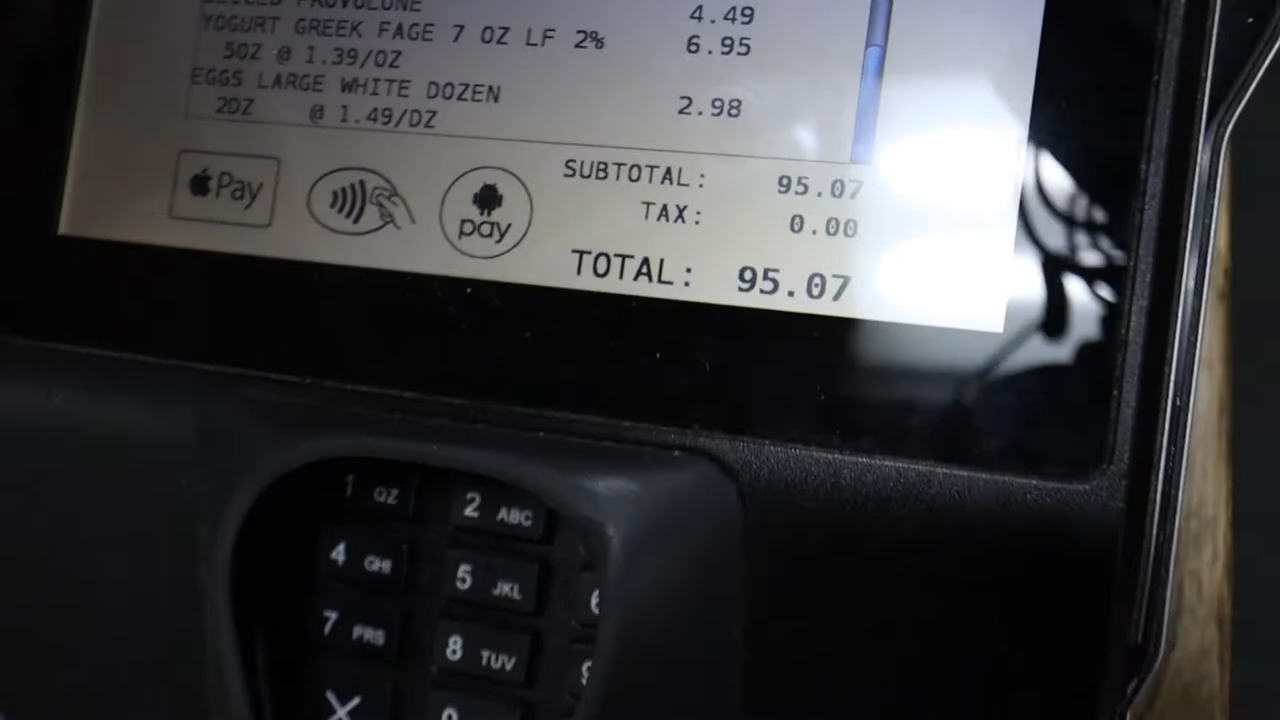 PROVOLONE 4.49
YOGURT GREEK FAGE 7 OZ LF 2% 6.95
5OZ @ 1.39/OZ
EGGS LARGE WHITE DOZEN 2.98
2DZ @ 1.49/DZ
Pay
pay
SUBTOTAL: 95.07
TAX: 0.00
TOTAL: 95.07
1 QZ 2 ABC
4 GHI 5 JKL 6
7 PRS 8 TUV 9